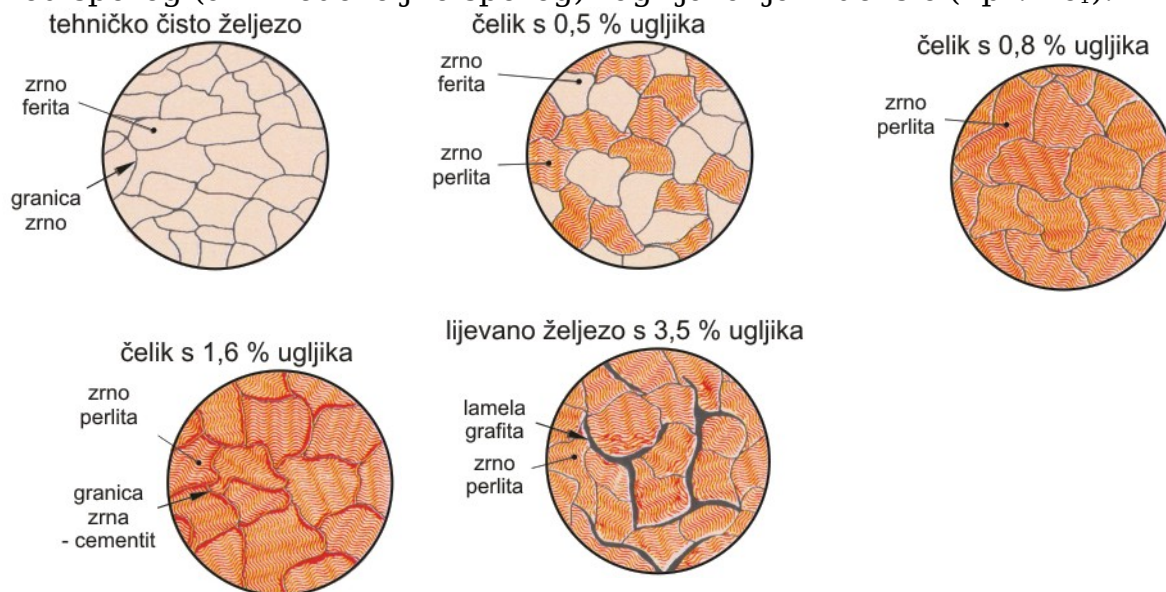 tehničko čisto željezo
zrno
ferita
granica
zrno
čelik s 0,5 % ugljika
zrno
ferita
zrno
perlita
čelik s 0,8 % ugljika
zrno
perlita
čelik s 1,6 % ugljika
zrno
perlita
granica
zrna
- cementit
lijevano željezo s 3,5 % ugljika
lamela
grafita
zrno
perlita